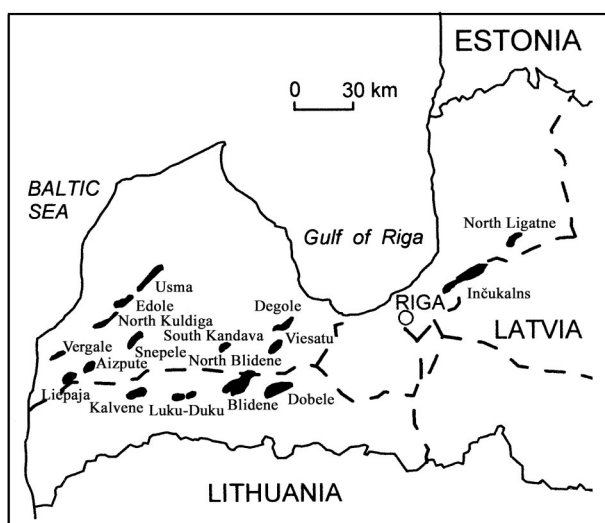 ESTONIA
0 30 km
BALTIC
SEA
Gulf of Riga
North Ligatne
Usma
Inčukalns
Edole
RIGA
Degole
North Kuldiga
South Kandava
LATVIA
Viesatu
Vergale
Snepele
Aizpute
North Blidene
Liepaja
Kalvene
Luku-Duku
Blidene
Dobele
LITHUANIA